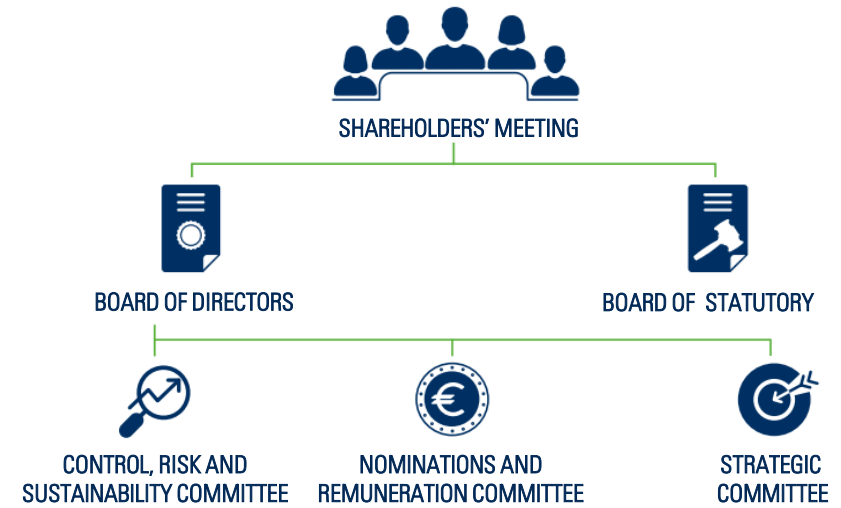 SHAREHOLDERS' MEETING
BOARD OF DIRECTORS
BOARD OF STATUTORY
CONTROL, RISK AND
SUSTAINABILITY COMMITTEE
NOMINATIONS AND
REMUNERATION COMMITTEE
STRATEGIC
COMMITTEE